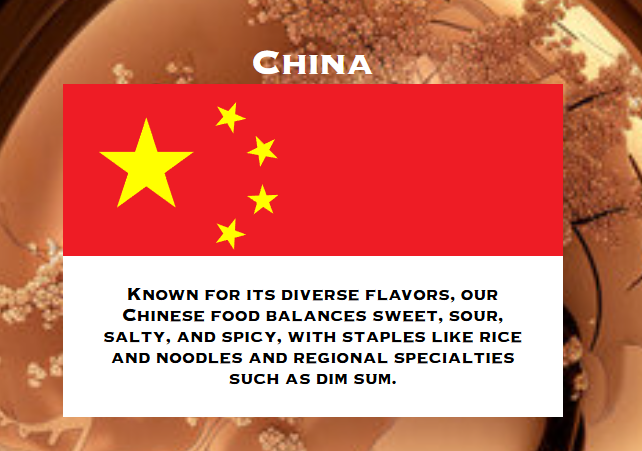 China
Known for its diverse flavors, our
Chinese food balances sweet, sour,
salty, and spicy, with staples like rice
and noodles and regional specialties
such as dim sum.